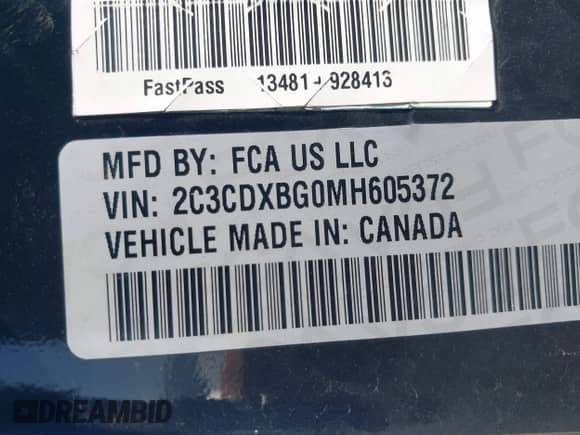 FastPass 13481 928413
MFD BY: FCA US LLC
VIN: 2C3CDXBG0MH605372
VEHICLE MADE IN: CANADA
DREAMBID